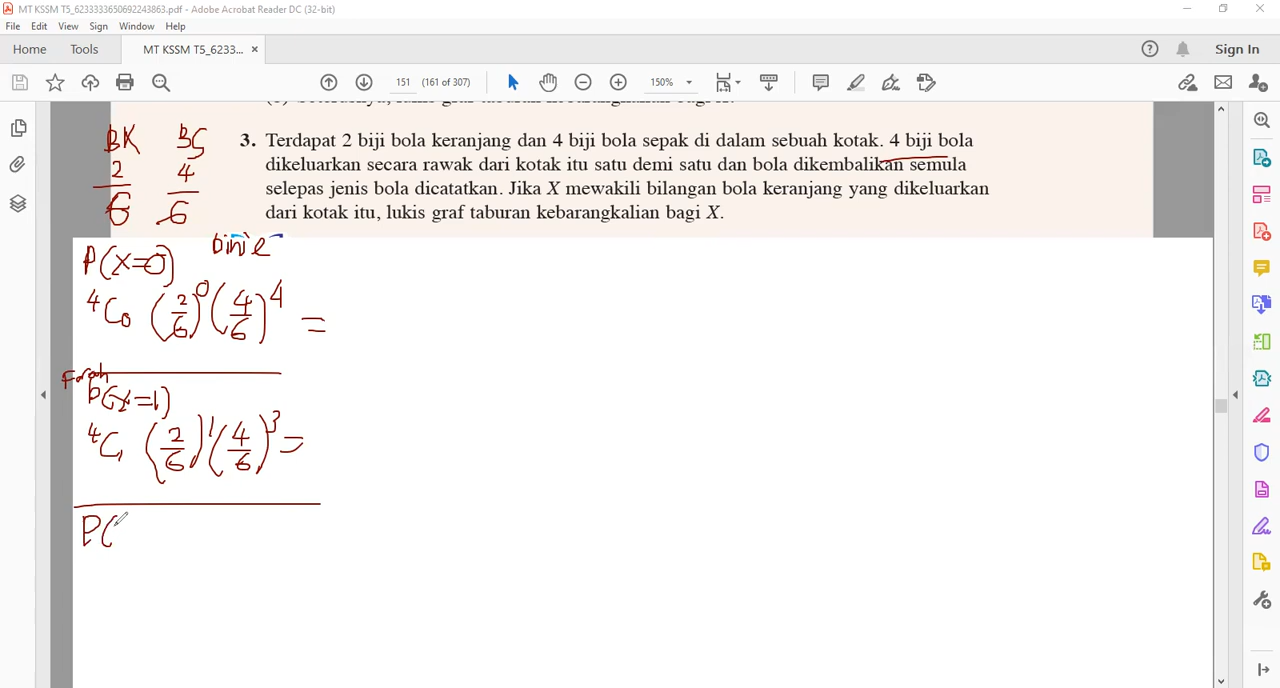 MT KSSM T5_6233333650692243863.pdf - Adobe Acrobat Reader DC (32-bit)
File Edit View Sign Window Help
Home Tools MT KSSM T5_6233... × Sign In
151 (161 of 307) 150%
3. Terdapat 2 biji bola keranjang dan 4 biji bola sepak di dalam sebuah kotak. 4 biji bola
dikeluarkan secara rawak dari kotak itu satu demi satu dan bola dikembalikan semula
selepas jenis bola dicatatkan. Jika X mewakili bilangan bola keranjang yang dikeluarkan
dari kotak itu, lukis graf taburan kebarangkalian bagi X.
BK BS
2/6 4/6
P(X=0)
⁴C₀ (2/6)⁰ (4/6)⁴ =
Farah
P(x=1)
⁴C₁ (2/6)¹ (4/6)³ =
P(